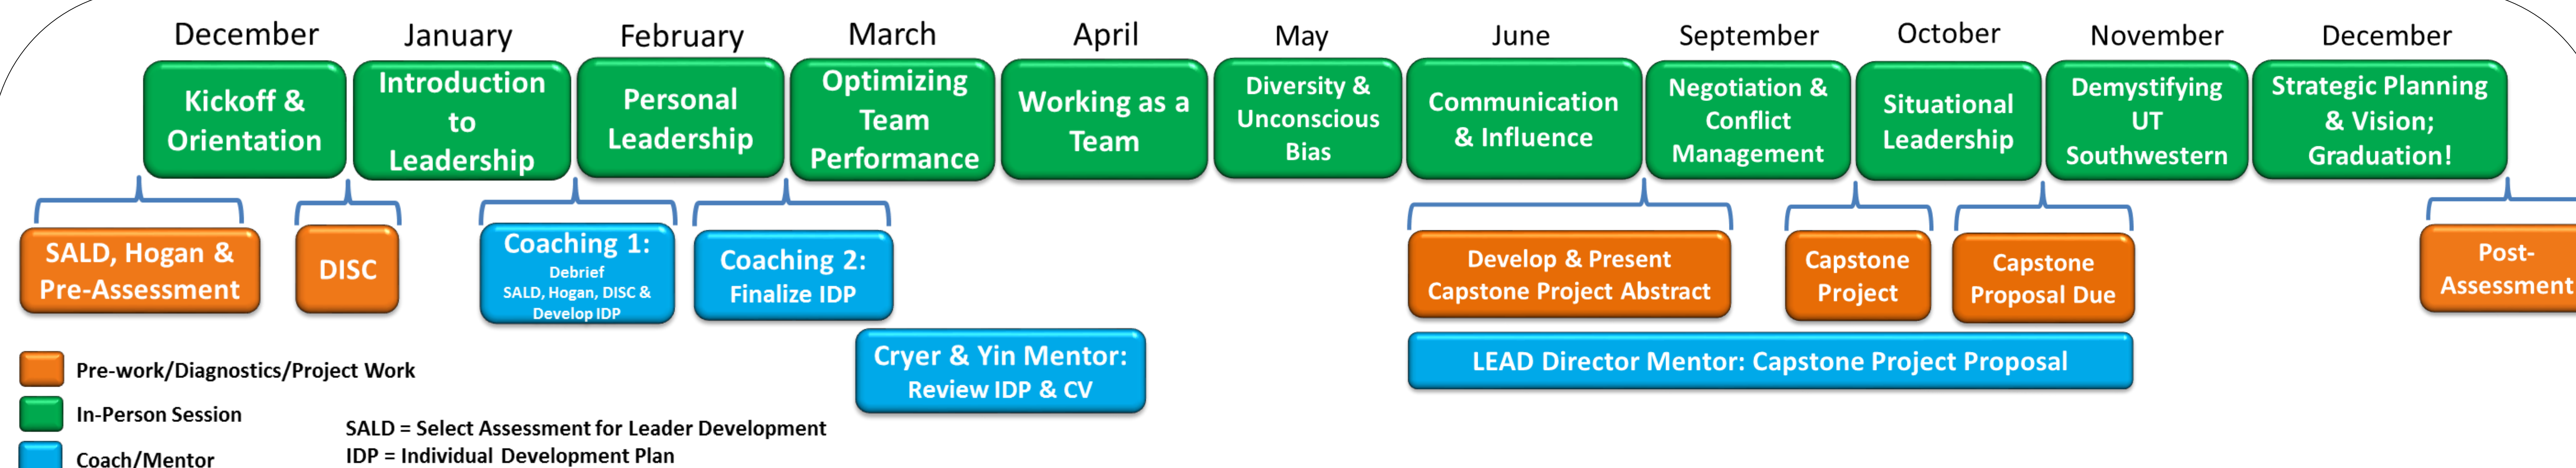 December
January
February
March
April
May
June
September
October
November
December
Kickoff &
Orientation
Introduction
to
Leadership
Personal
Leadership
Optimizing
Team
Performance
Working as a
Team
Diversity &
Unconscious
Bias
Communication
& Influence
Negotiation &
Conflict
Management
Situational
Leadership
Demystifying
UT
Southwestern
Strategic Planning
& Vision;
Graduation!
SALD, Hogan &
Pre-Assessment
DISC
Coaching 1:
Debrief
SALD, Hogan, DISC &
Develop IDP
Coaching 2:
Finalize IDP
Cryer & Yin Mentor:
Review IDP & CV
Develop & Present
Capstone Project Abstract
Capstone
Project
Capstone
Proposal Due
Post-
Assessment
LEAD Director Mentor: Capstone Project Proposal
Pre-work/Diagnostics/Project Work
In-Person Session
Coach/Mentor
SALD = Select Assessment for Leader Development
IDP = Individual Development Plan